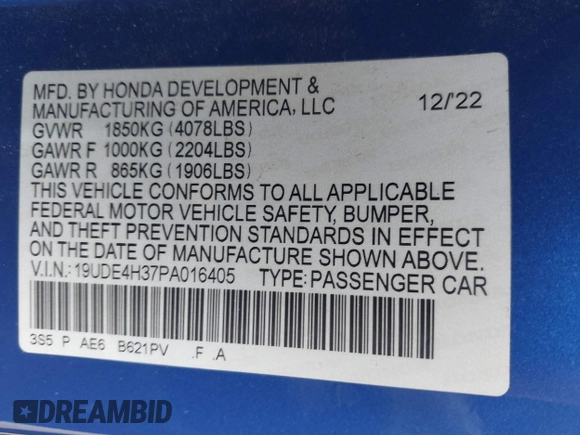 MFD. BY HONDA DEVELOPMENT &
MANUFACTURING OF AMERICA, LLC 12/'22
GVWR 1850KG (4078LBS)
GAWR F 1000KG (2204LBS)
GAWR R 865KG (1906LBS)
THIS VEHICLE CONFORMS TO ALL APPLICABLE
FEDERAL MOTOR VEHICLE SAFETY, BUMPER,
AND THEFT PREVENTION STANDARDS IN EFFECT
ON THE DATE OF MANUFACTURE SHOWN ABOVE.
V.I.N.: 19UDE4H37PA016405 TYPE: PASSENGER CAR
3S5 P AE6 B621PV .F .A
DREAMBID